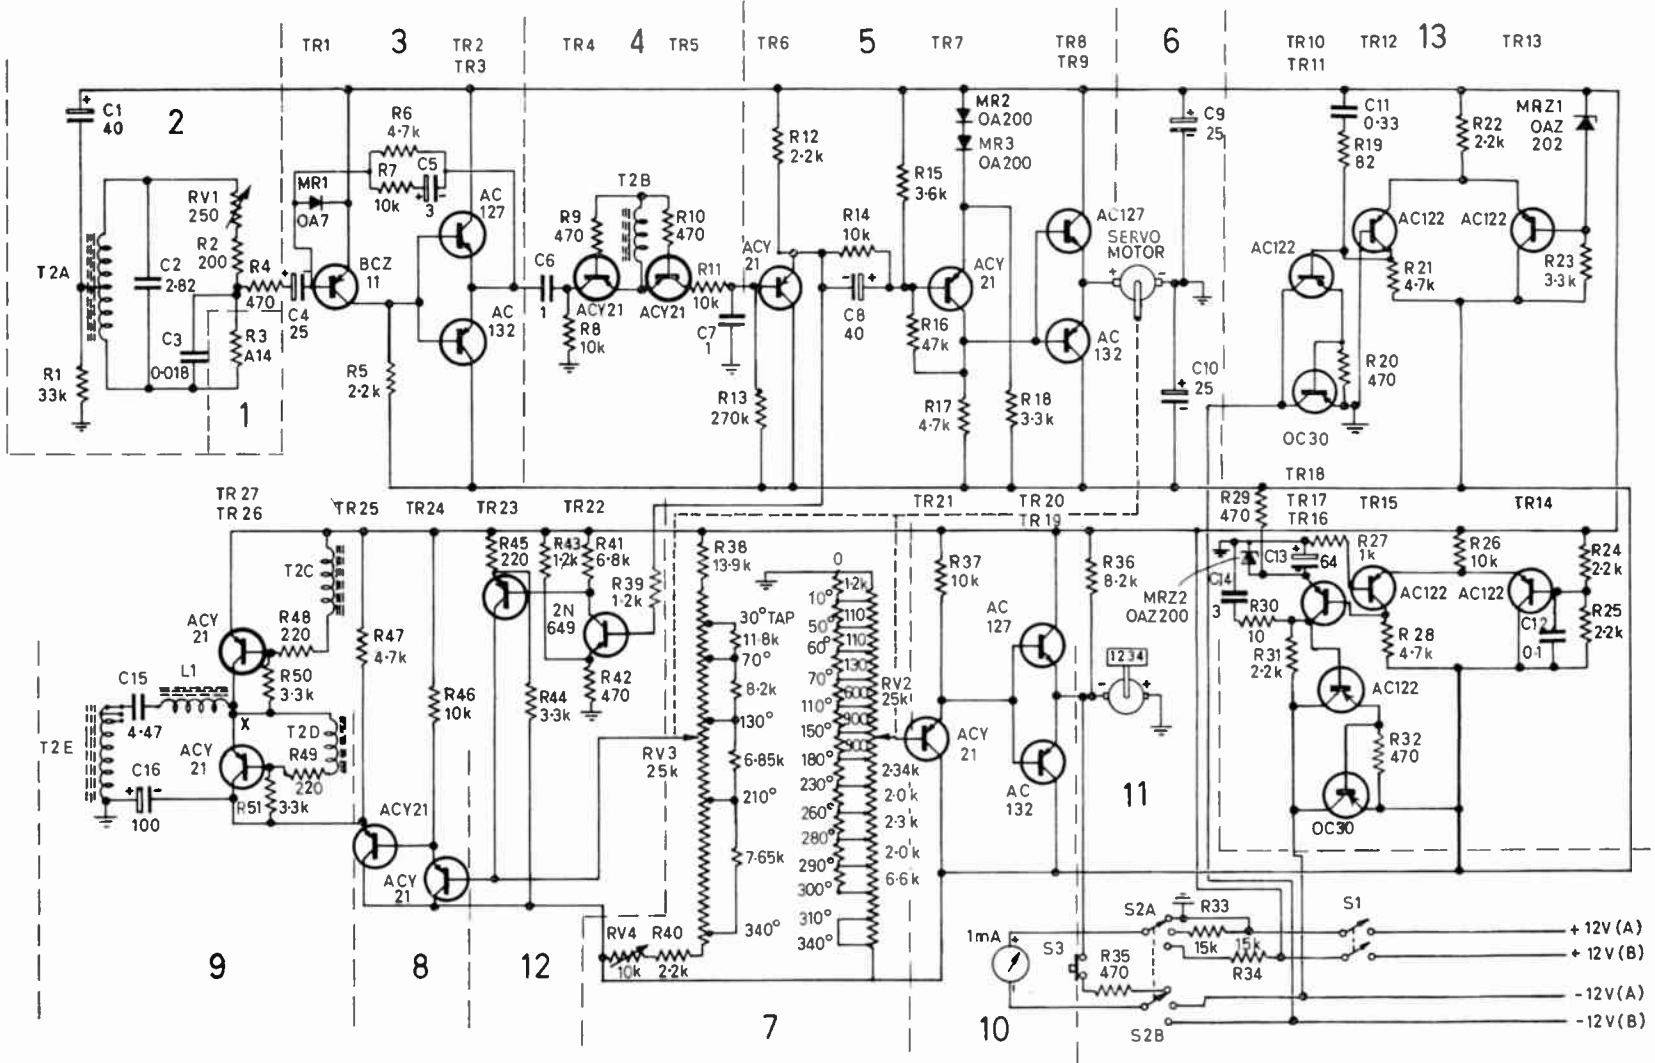 TR1 3 TR2 TR4 4 TR5 TR6 5 TR7 TR8 6 TR10 TR12 13 TR13
TR3 TR9 TR11
C1
40
2
RV1
250
R2
200
T2A
C2
2·82
R4
470
C4
25
C3
0·018
R3
A14
R1
33k
1
R6
4·7k
R7
10k
C5
3
MR1
OA7
BCZ
11
R5
2·2k
AC
127
AC
132
C6
1
R9
470
T2B
R10
470
ACY21
ACY21
R8
10k
R11
10k
C7
1
ACY
21
R12
2·2k
R13
270k
R14
10k
C8
40
R15
3·6k
R16
47k
MR2
OA200
MR3
OA200
ACY
21
R17
4·7k
R18
3·3k
AC127
AC
132
SERVO
MOTOR
C9
25
C10
25
C11
0·33
R19
82
R22
2·2k
MRZ1
OAZ
202
AC122
AC122
AC122
R21
4·7k
R23
3·3k
R20
470
OC30
TR27
TR26
TR25 TR24 TR23 TR22 TR21 TR20
TR19
TR18
TR17
TR16
TR15 TR14
T2C
ACY
21
R48
220
R50
3·3k
C15
4·47
L1
X
T2D
T2E
ACY
21
R49
220
C16
100
R51
3·3k
R47
4·7k
R46
10k
ACY21
ACY
21
R45
220
R43
1·2k
R41
6·8k
2N
649
R39
1·2k
R42
470
R44
3·3k
R38
13·9k
30° TAP
11·8k
70°
8·2k
130°
6·85k
210°
7·65k
340°
RV3
25k
RV4
10k
R40
2·2k
0
1·2k
10°
110
50°
110
60°
130
70°
600
110°
900
150°
900
180°
2·34k
230°
2·0k
260°
2·3k
280°
2·0k
290°
6·6k
300°
310°
340°
RV2
25k
R37
10k
AC
127
ACY
21
AC
132
R36
8·2k
1234
11
R29
470
C13
64
R27
1k
R26
10k
R24
2·2k
C14
3
MRZ2
OAZ200
AC122
AC122
R30
10
R28
4·7k
C12
0·1
R25
2·2k
R31
2·2k
AC122
R32
470
OC30
1mA
S3
R35
470
S2A
R33
15k
15k
R34
S1
S2B
+12V(A)
+12V(B)
-12V(A)
-12V(B)
9 8 12 7 10